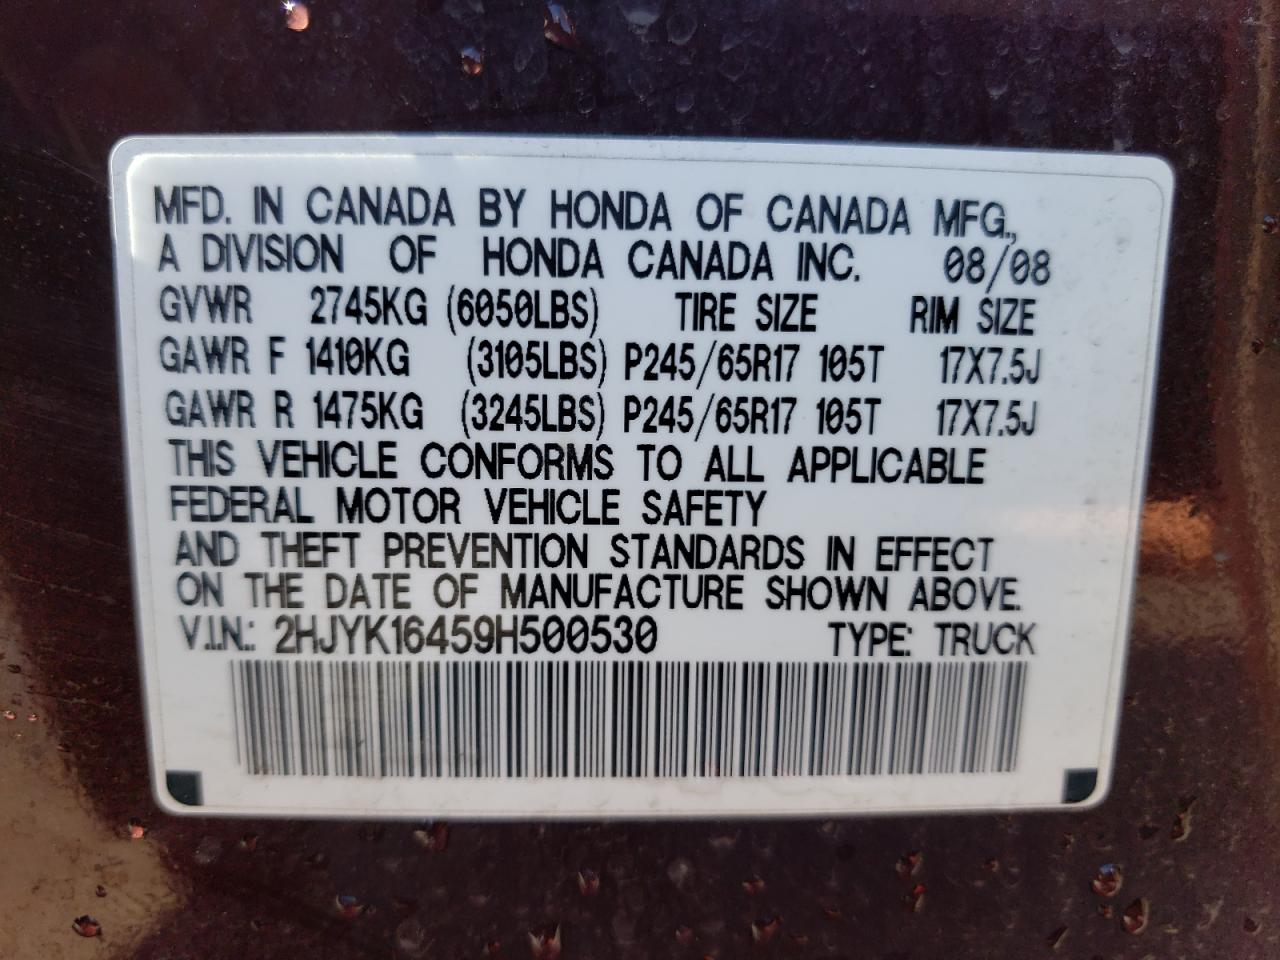 MFD. IN CANADA BY HONDA OF CANADA MFG.,
A DIVISION OF HONDA CANADA INC. 08/08
GVWR 2745KG (6050LBS) TIRE SIZE RIM SIZE
GAWR F 1410KG (3105LBS) P245/65R17 105T 17X7.5J
GAWR R 1475KG (3245LBS) P245/65R17 105T 17X7.5J
THIS VEHICLE CONFORMS TO ALL APPLICABLE
FEDERAL MOTOR VEHICLE SAFETY
AND THEFT PREVENTION STANDARDS IN EFFECT
ON THE DATE OF MANUFACTURE SHOWN ABOVE.
V.I.N.: 2HJYK16459H500530 TYPE: TRUCK